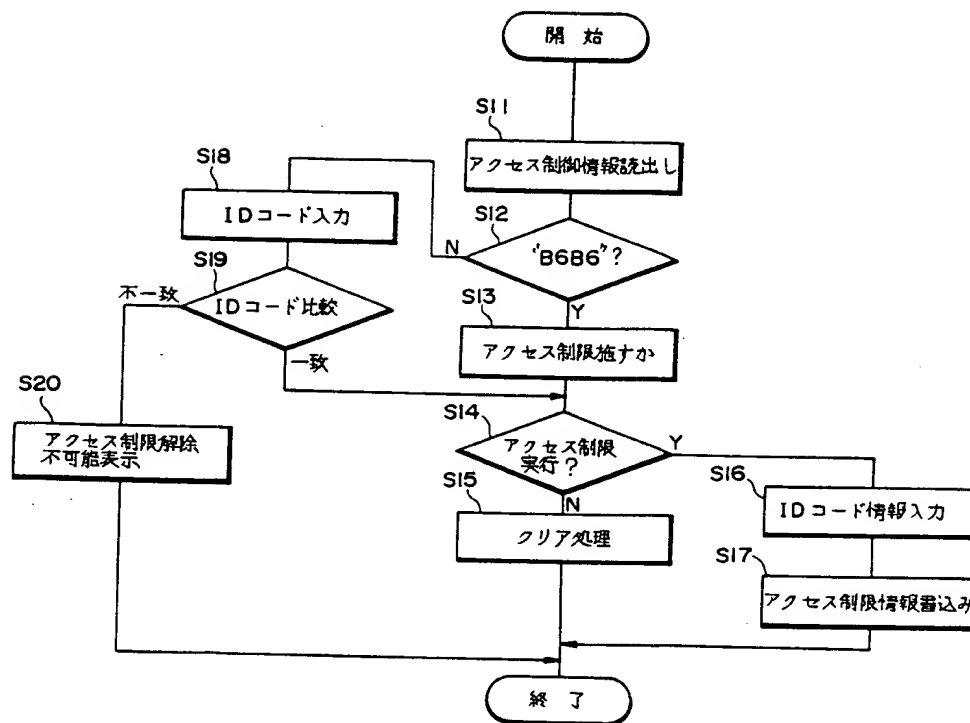 開始
S11
アクセス制御情報読出し
S18
IDコード入力
S12
"B6B6"?
N
Y
S19
IDコード比較
不一致
一致
S13
アクセス制限施すか
S20
アクセス制限解除
不可能表示
S14
アクセス制限
実行?
Y
N
S15
クリア処理
S16
IDコード情報入力
S17
アクセス制限情報書込み
終了